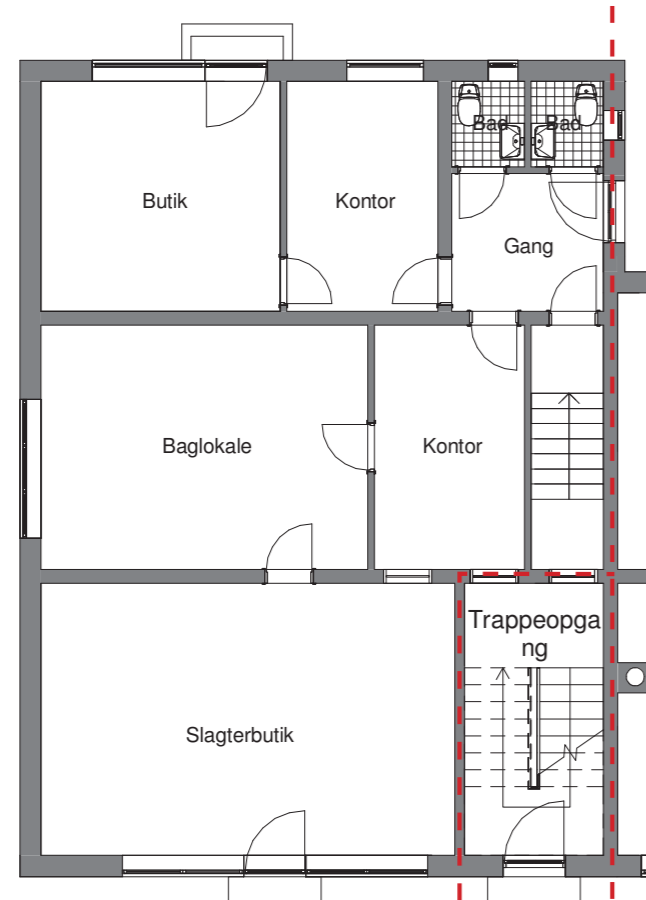 Bad
Bad
Butik
Kontor
Gang
Baglokale
Kontor
Trappeopga
ng
Slagterbutik